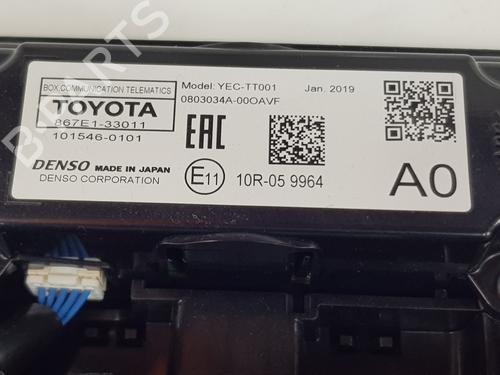 BOX,COMMUNICATION TELEMATICS
TOYOTA
867E1-33011
101546-0101
DENSO MADE IN JAPAN
DENSO CORPORATION
Model: YEC-TT001 Jan. 2019
0803034A-00OAVF
EAC
E11 10R-05 9964
A0